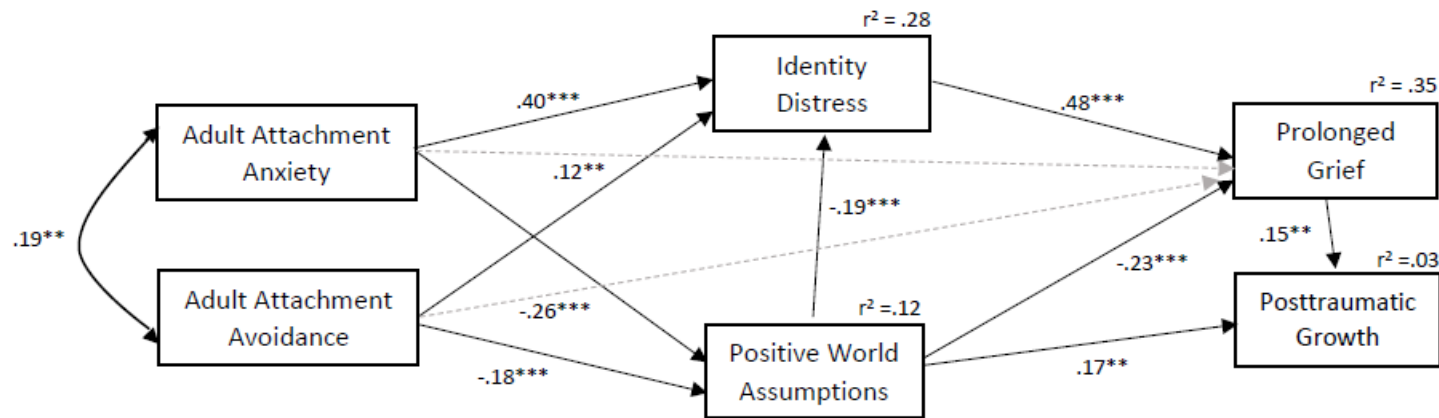 r² = .28
Identity
Distress
r² = .35
.40***
.48***
Adult Attachment
Anxiety
Prolonged
Grief
.12**
-.19***
.19**
.15**
-.23***
r² =.03
Adult Attachment
Avoidance
-.26***
r² =.12
Posttraumatic
Growth
Positive World
Assumptions
-.18***
.17**